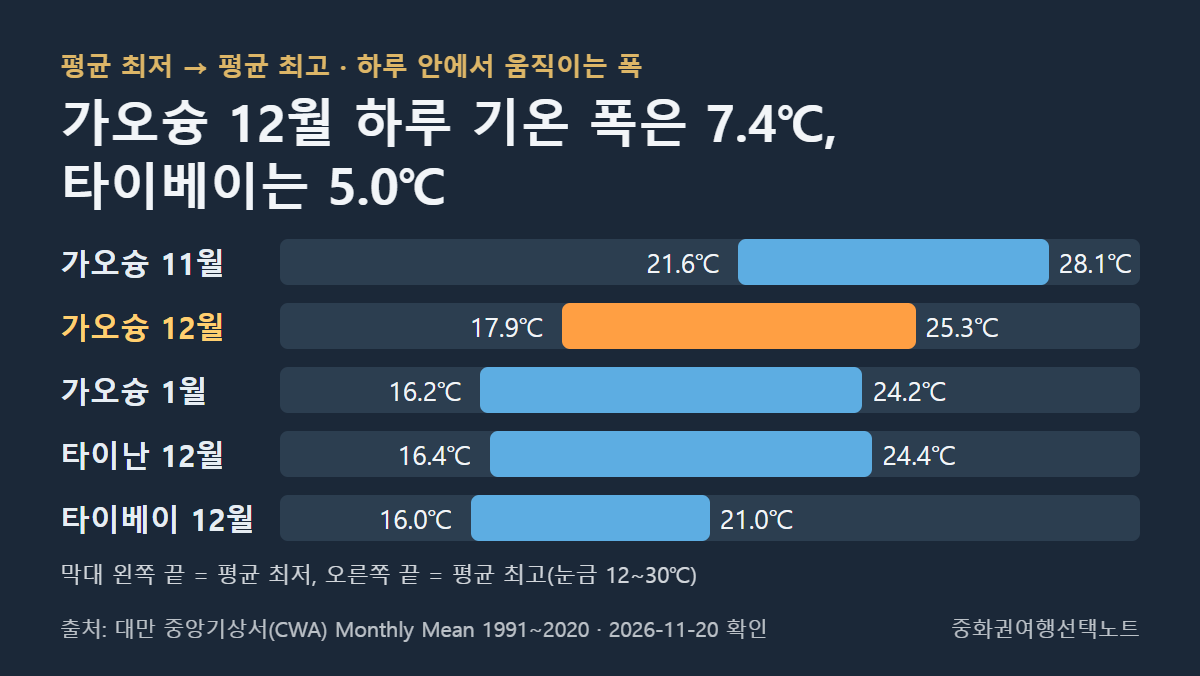 평균 최저 → 평균 최고 · 하루 안에서 움직이는 폭
가오슝 12월 하루 기온 폭은 7.4℃,
타이베이는 5.0℃
가오슝 11월 21.6℃ 28.1℃
가오슝 12월 17.9℃ 25.3℃
가오슝 1월 16.2℃ 24.2℃
타이난 12월 16.4℃ 24.4℃
타이베이 12월 16.0℃ 21.0℃
막대 왼쪽 끝 = 평균 최저, 오른쪽 끝 = 평균 최고(눈금 12~30℃)
출처: 대만 중앙기상서(CWA) Monthly Mean 1991~2020 · 2026-11-20 확인 중화권여행선택노트